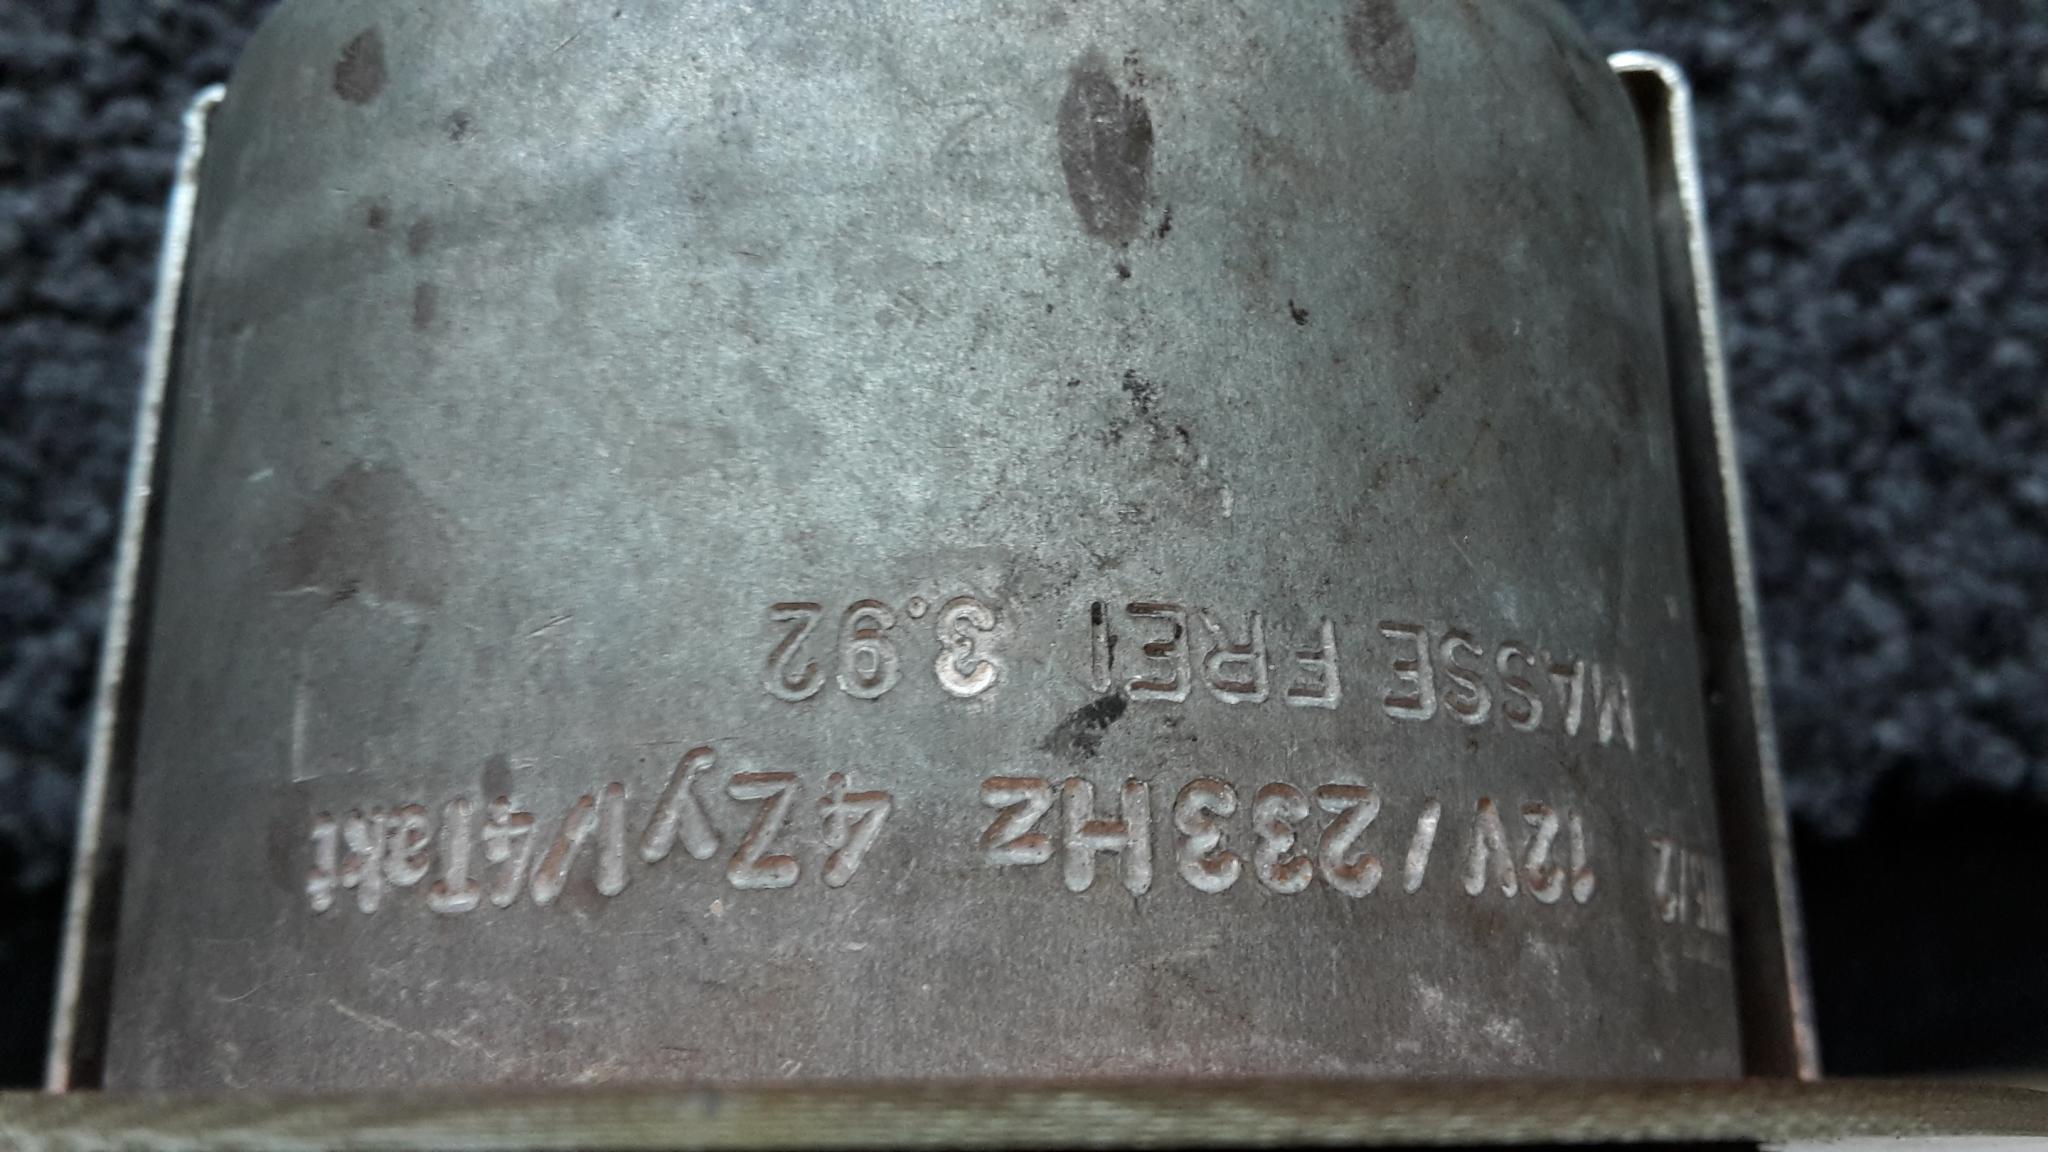 12V/233Hz 4Zyl/4Takt
MASSE FREI 3.92